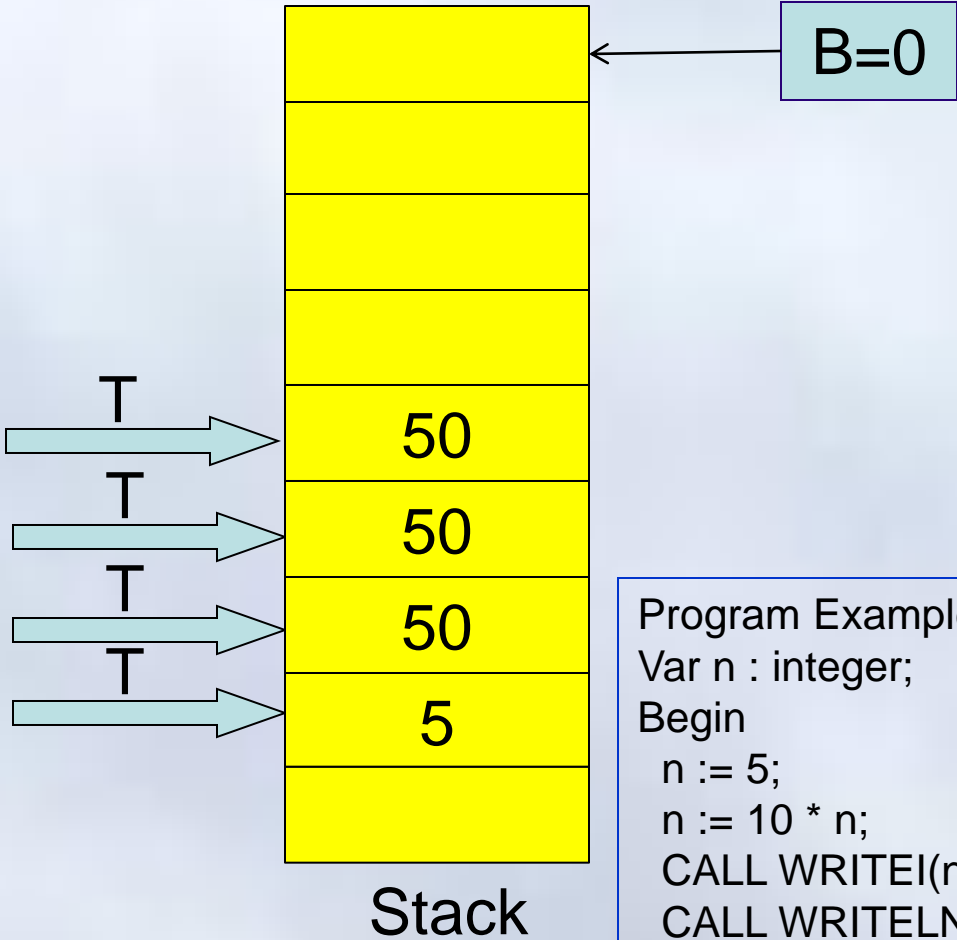 B=0
T
50
T
50
T
50
T
5
Program Exampl
Var n : integer;
Begin
n := 5;
n := 10 * n;
CALL WRITEI(n
CALL WRITELN
Stack